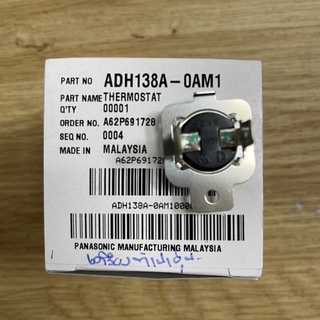 PART NO ADH138A-0AM1
PART NAME THERMOSTAT
Q'TY 00001
ORDER NO. A62P691728
SEQ NO. 0004
MADE IN MALAYSIA
A62P69172
ADH138A-0AM1000
PANASONIC MANUFACTURING MALAYSIA